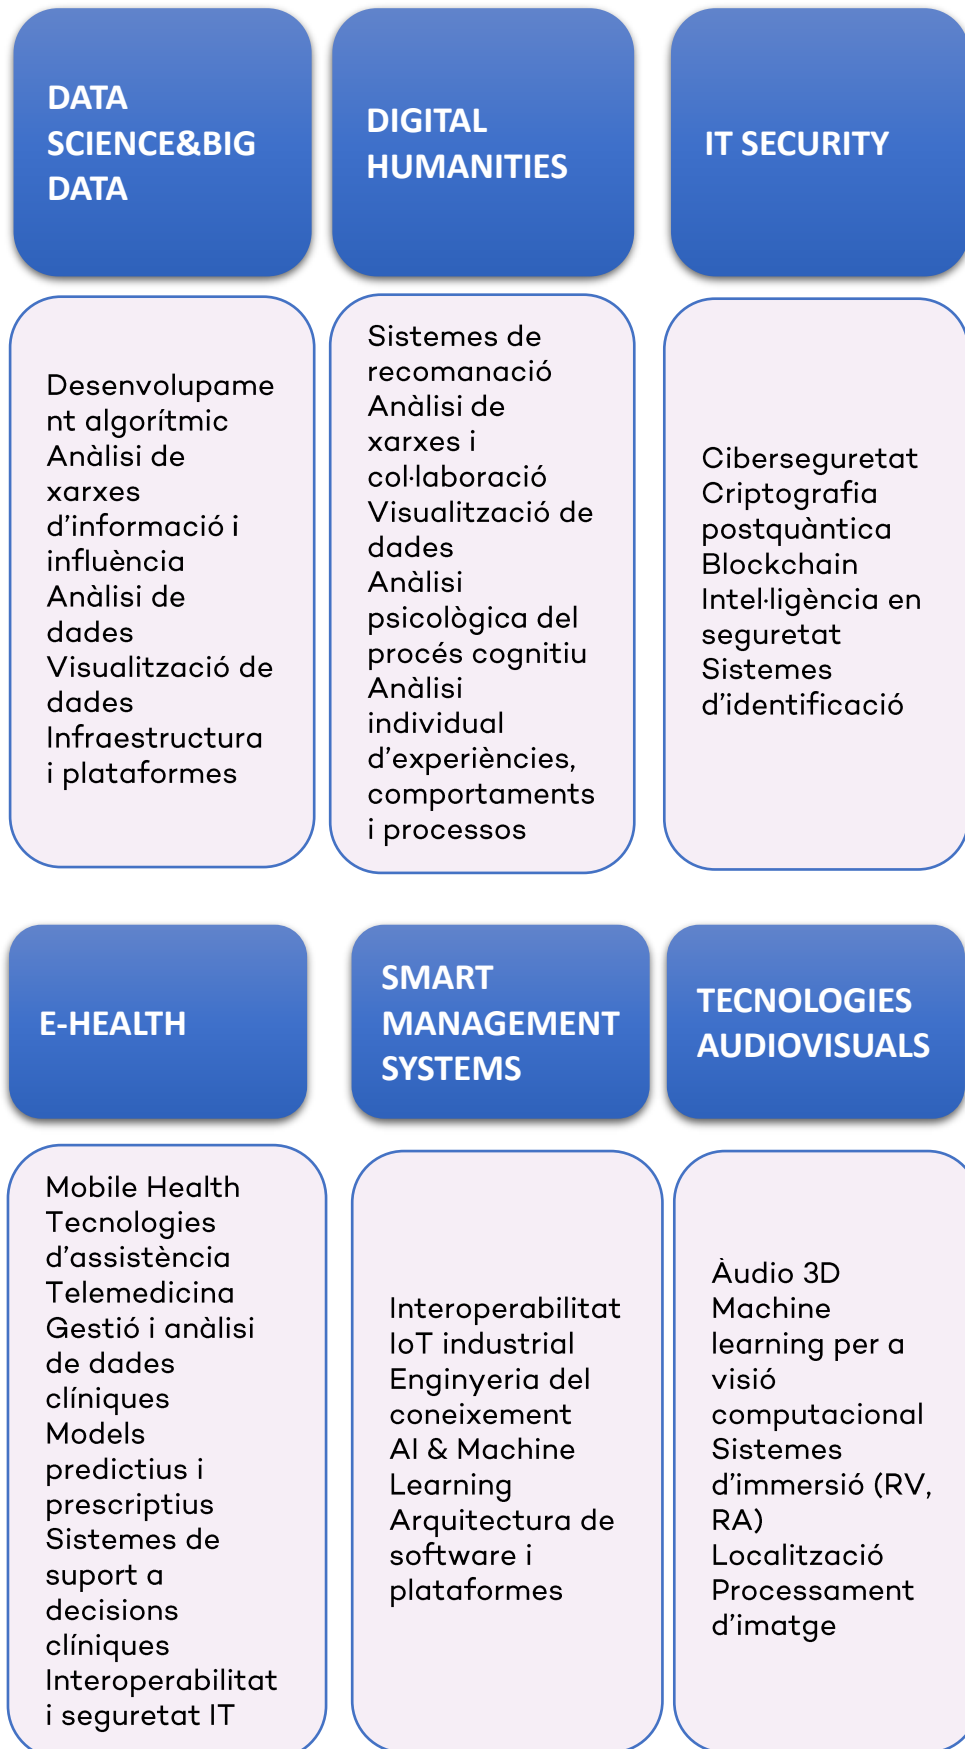 DATA
SCIENCE&BIG
DATA
Desenvolupame
nt algorítmic
Anàlisi de
xarxes
d’informació i
influència
Anàlisi de
dades
Visualització de
dades
Infraestructura
i plataformes
DIGITAL
HUMANITIES
Sistemes de
recomanació
Anàlisi de
xarxes i
col·laboració
Visualització de
dades
Anàlisi
psicològica del
procés cognitiu
Anàlisi
individual
d’experiències,
comportaments
i processos
IT SECURITY
Ciberseguretat
Criptografia
postquàntica
Blockchain
Intel·ligència en
seguretat
Sistemes
d’identificació
E-HEALTH
Mobile Health
Tecnologies
d’assistència
Telemedicina
Gestió i anàlisi
de dades
clíniques
Models
predictius i
prescriptius
Sistemes de
suport a
decisions
clíniques
Interoperabilitat
i seguretat IT
SMART
MANAGEMENT
SYSTEMS
Interoperabilitat
IoT industrial
Enginyeria del
coneixement
AI & Machine
Learning
Arquitectura de
software i
plataformes
TECNOLOGIES
AUDIOVISUALS
Àudio 3D
Machine
learning per a
visió
computacional
Sistemes
d’immersió (RV,
RA)
Localització
Processament
d’imatge